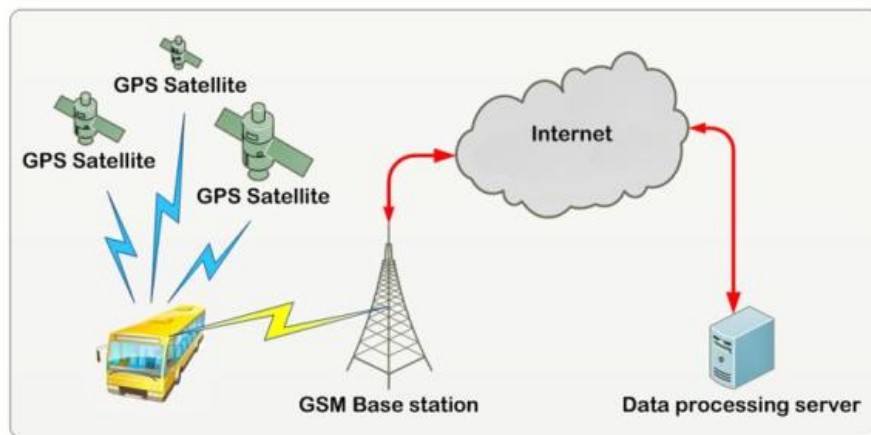 GPS Satellite
GPS Satellite
GPS Satellite
Internet
GSM Base station
Data processing server